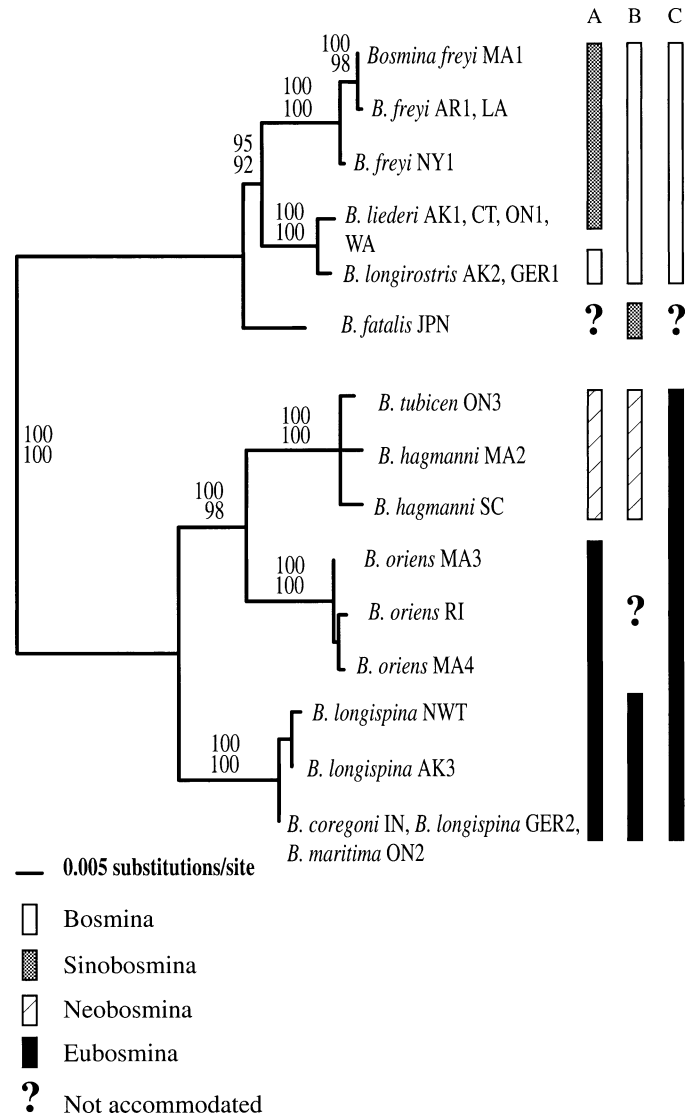 A B C
100
98
Bosmina freyi MA1
100
100
B. freyi AR1, LA
95
92
B. freyi NY1
100
100
B. liederi AK1, CT, ON1,
WA
B. longirostris AK2, GER1
B. fatalis JPN
? ?
100
100
B. tubicen ON3
100
100
B. hagmanni MA2
100
98
B. hagmanni SC
100
100
B. oriens MA3
B. oriens RI
?
B. oriens MA4
B. longispina NWT
100
100
B. longispina AK3
B. coregoni IN, B. longispina GER2,
B. maritima ON2
0.005 substitutions/site
Bosmina
Sinobosmina
Neobosmina
Eubosmina
? Not accommodated